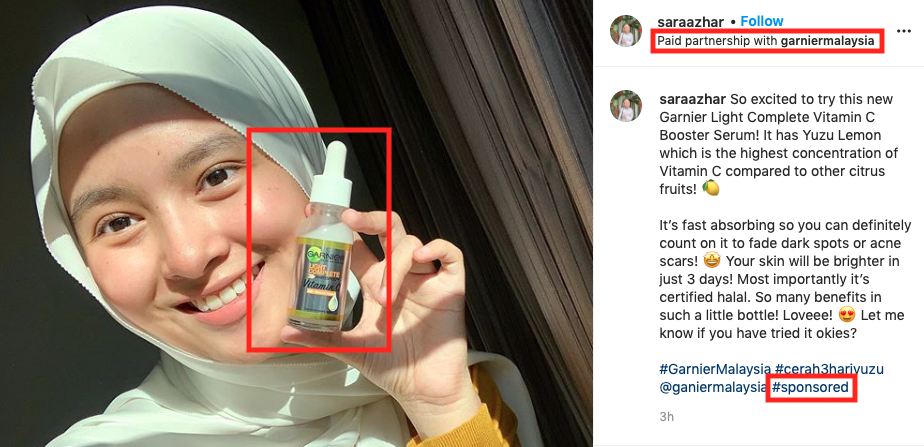 saraazhar • Follow
Paid partnership with garniermalaysia
saraazhar So excited to try this new
Garnier Light Complete Vitamin C
Booster Serum! It has Yuzu Lemon
which is the highest concentration of
Vitamin C compared to other citrus
fruits! 🍋
It's fast absorbing so you can definitely
count on it to fade dark spots or acne
scars! 🤩 Your skin will be brighter in
just 3 days! Most importantly it's
certified halal. So many benefits in
such a little bottle! Loveee! 😍 Let me
know if you have tried it okies?
#GarnierMalaysia #cerah3hariyuzu
@ganiermalaysia #sponsored
3h
GARNIER
LIGHT
COMPLETE
Vitamin C